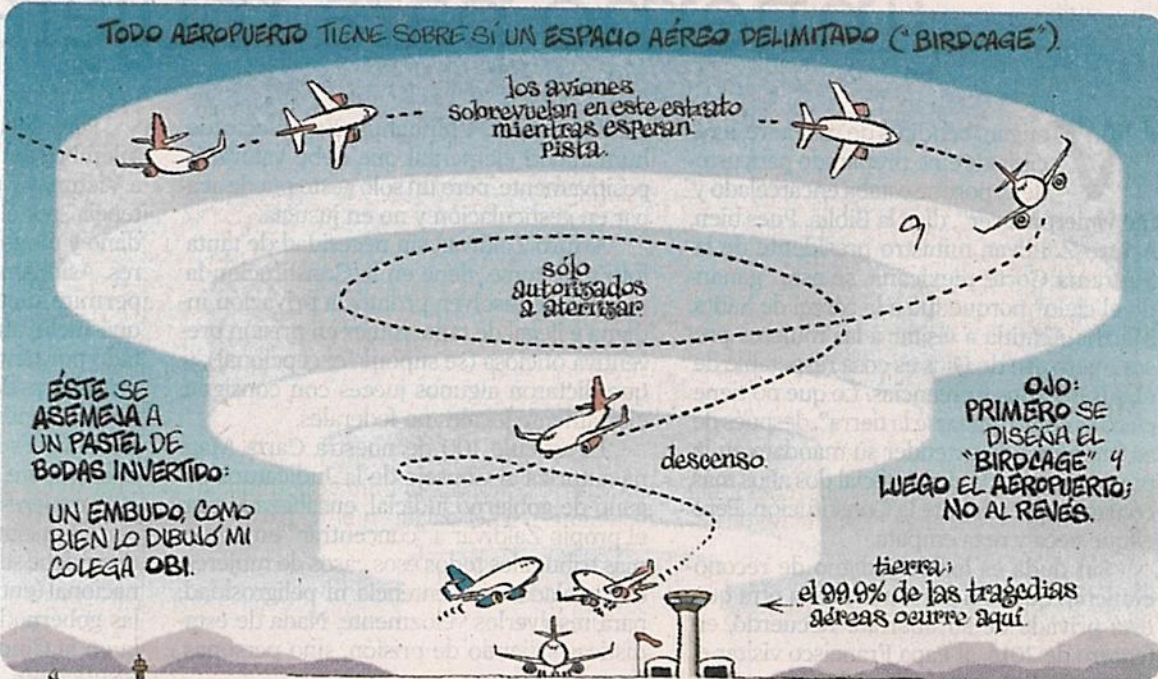 TODO AEROPUERTO TIENE SOBRE SÍ UN ESPACIO AÉREO DELIMITADO ("BIRDCAGE").
los aviones
sobrevuelan en este estrato
mientras esperan
pista.
sólo
autorizados
a aterrizar
ÉSTE SE
ASEMEJA A
UN PASTEL DE
BODAS INVERTIDO:
UN EMBUDO, COMO
BIEN LO DIBUJÓ MI
COLEGA OBI.
descenso.
OJO:
PRIMERO SE
DISEÑA EL
"BIRDCAGE" Y
LUEGO EL AEROPUERTO;
NO AL REVÉS.
tierra;
el 99.9% de las tragedias
aéreas ocurre aquí.